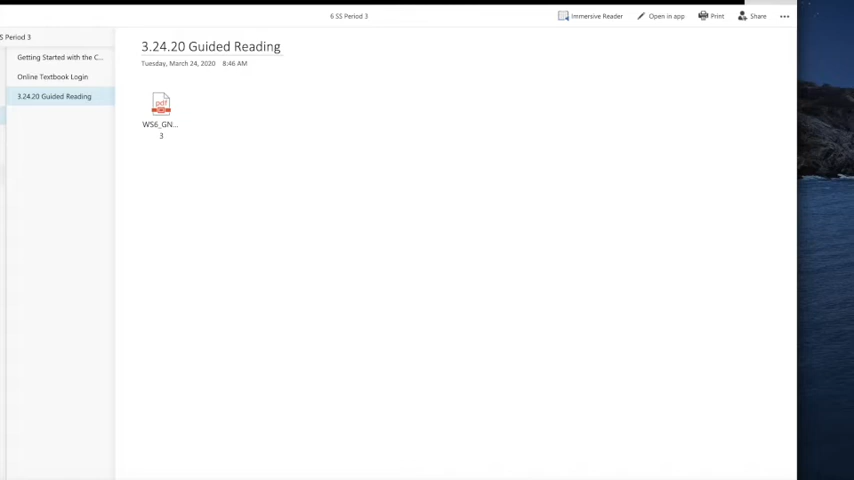 6 SS Period 3
Immersive Reader
Open in app
Print
Share
S Period 3
Getting Started with the C...
Online Textbook Login
3.24.20 Guided Reading
3.24.20 Guided Reading
Tuesday, March 24, 2020 8:46 AM
pdf
WS6_GN...
3